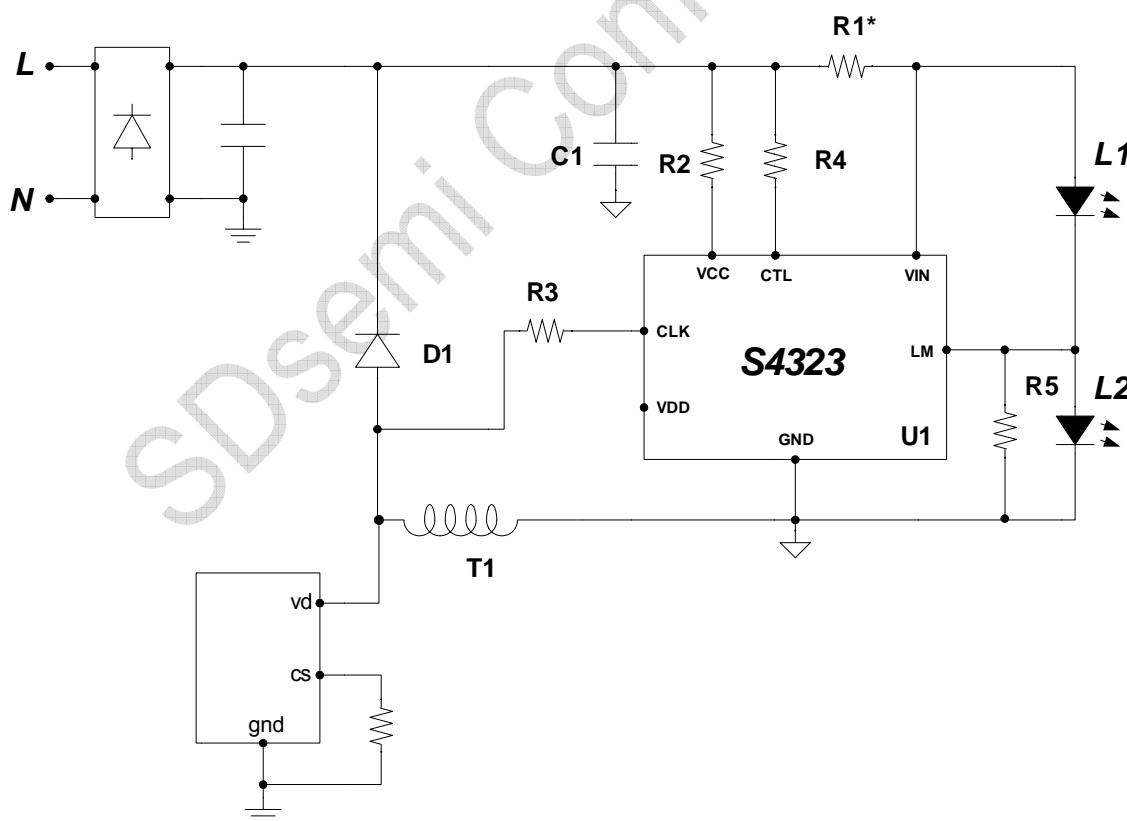 R1*
L
C1
R2
R4
L1
N
VCC
CTL
VIN
R3
CLK
D1
S4323
LM
R5
L2
VDD
GND
U1
T1
vd
cs
gnd
SDsemi Con